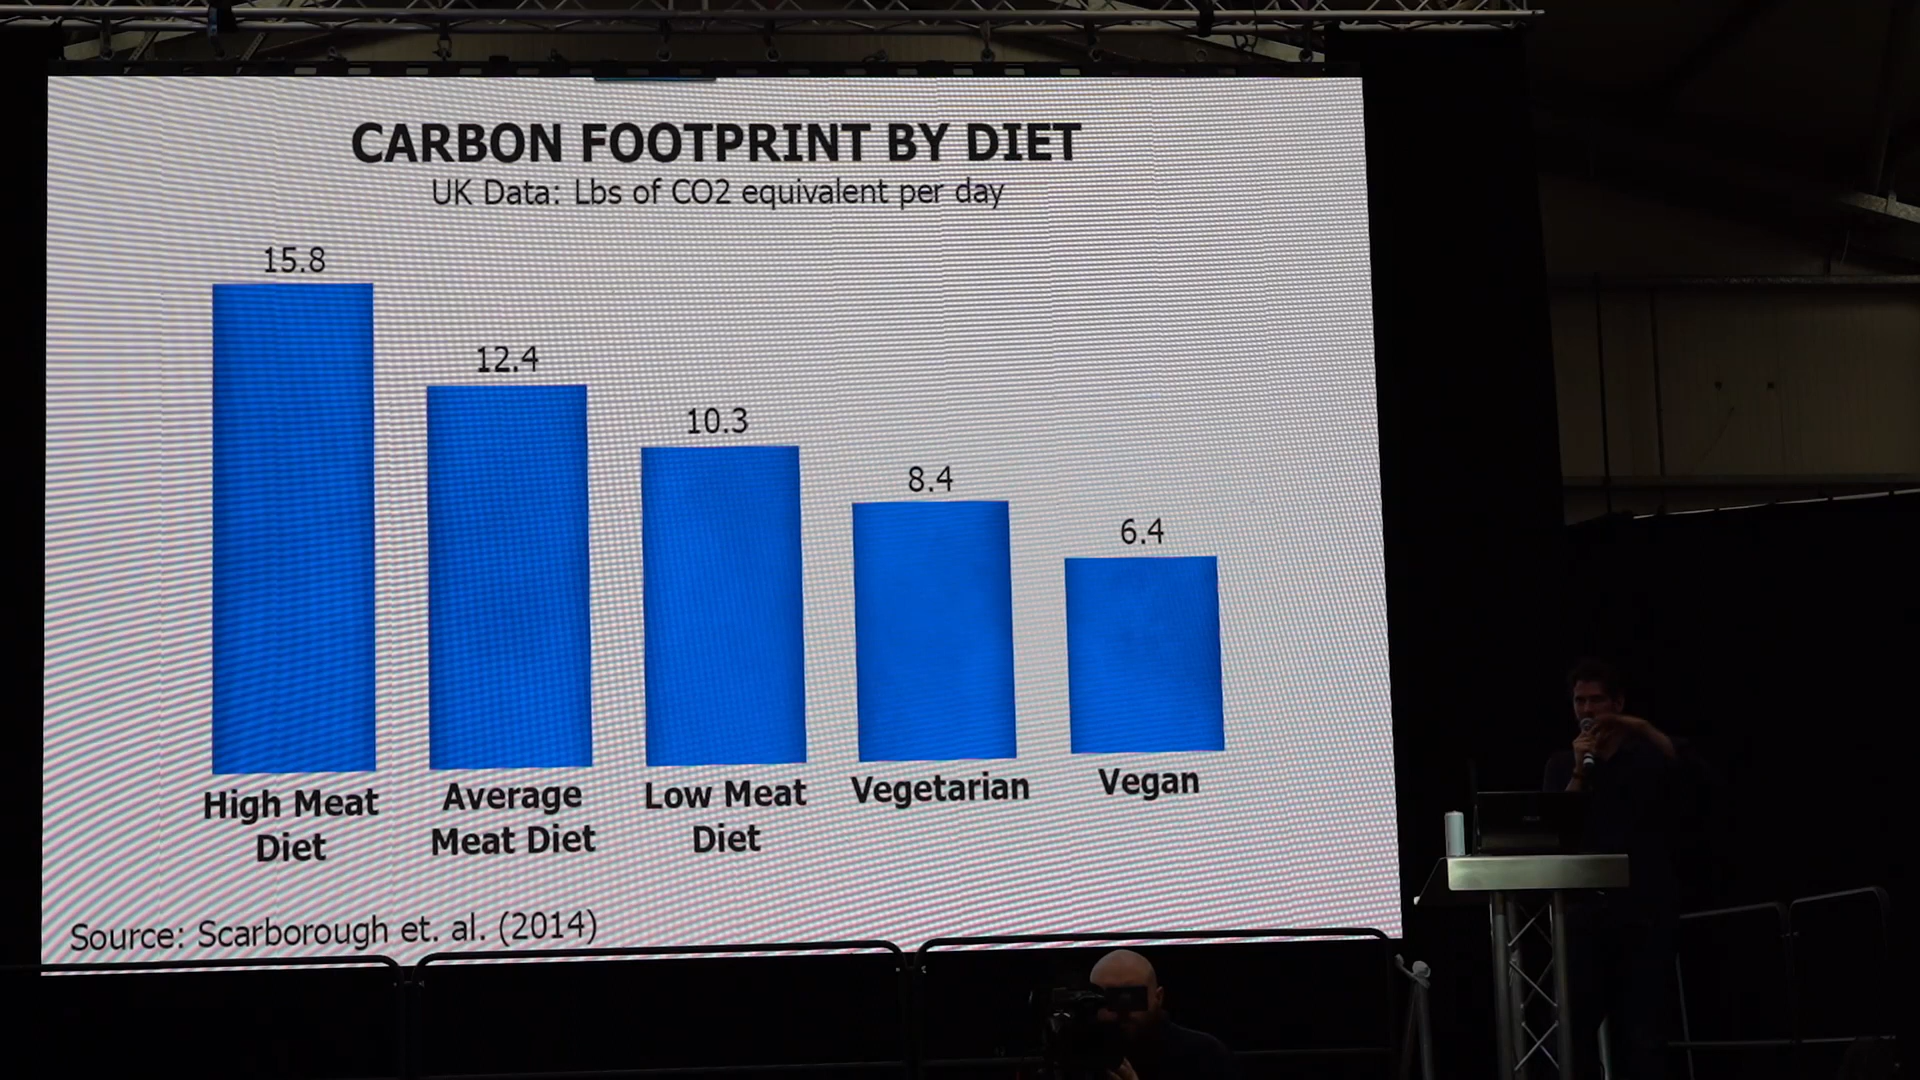 CARBON FOOTPRINT BY DIET
UK Data: Lbs of CO2 equivalent per day
15.8
12.4
10.3
8.4
6.4
High Meat
Diet
Average
Meat Diet
Low Meat
Diet
Vegetarian
Vegan
Source: Scarborough et. al. (2014)